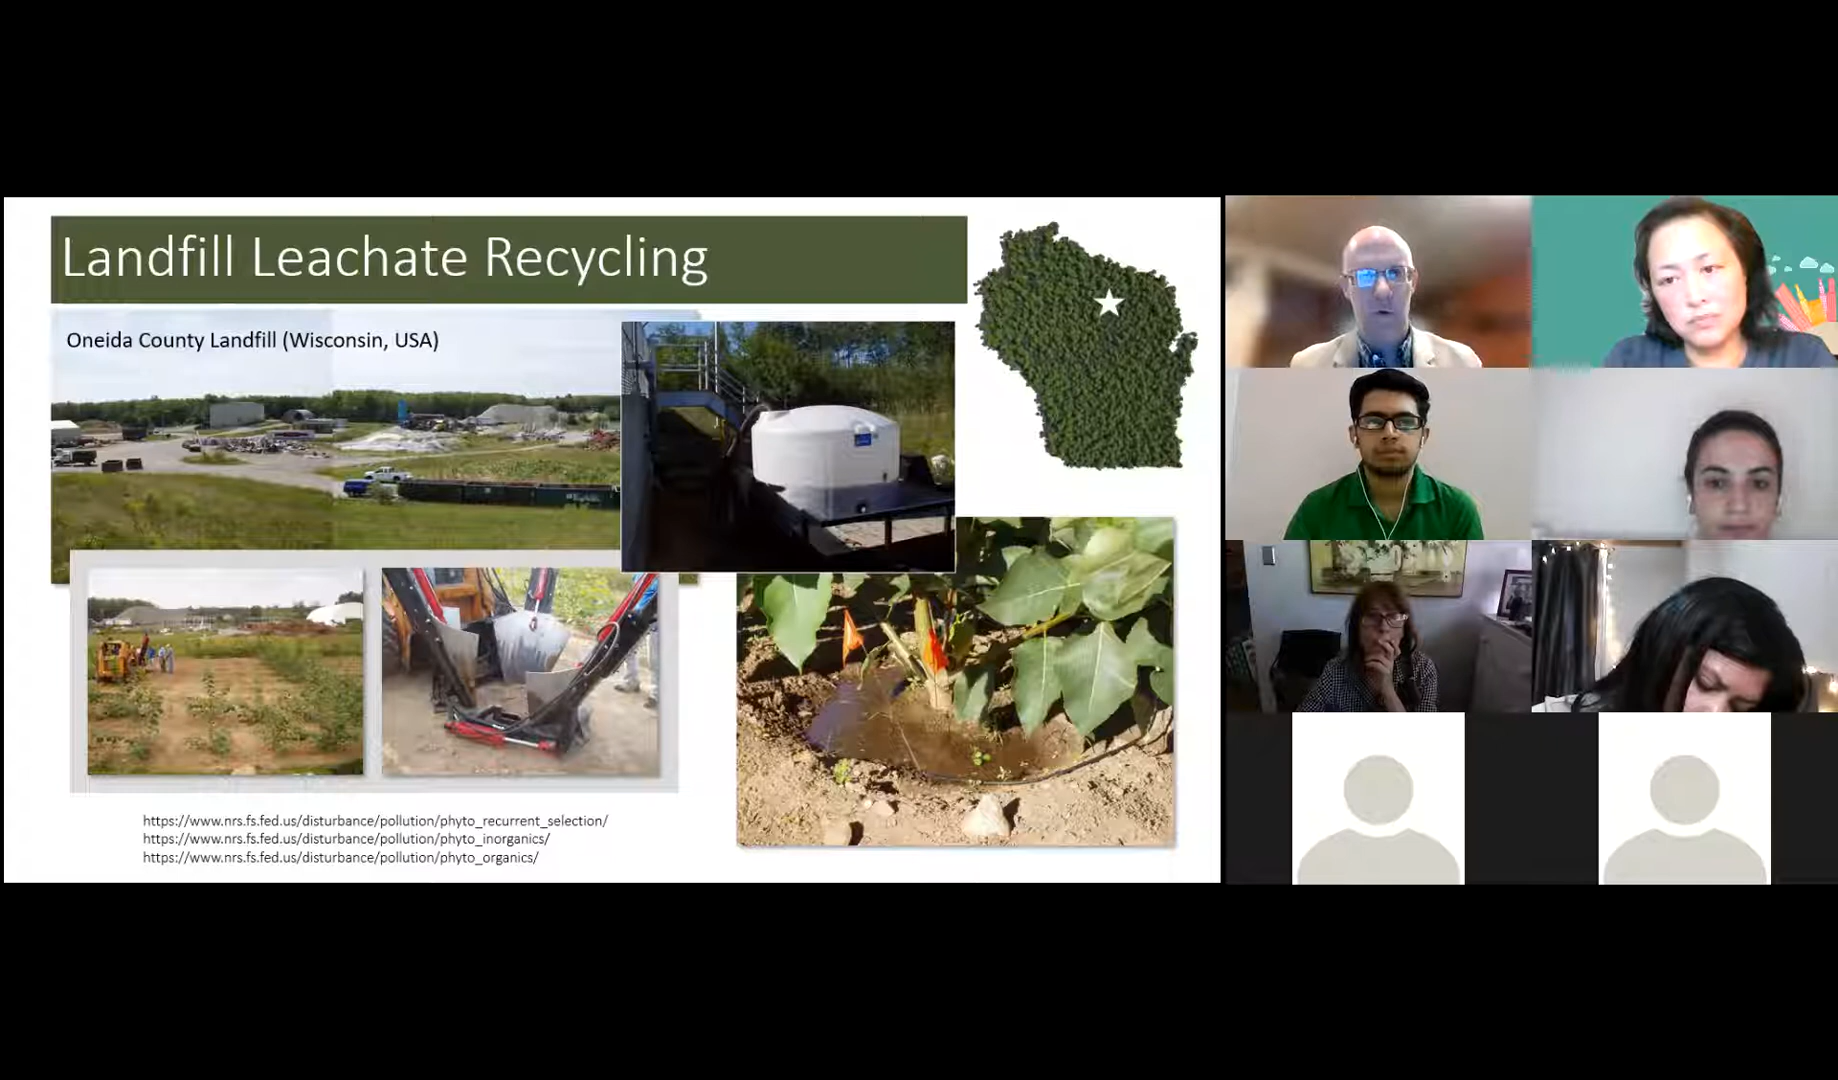 Landfill Leachate Recycling
Oneida County Landfill (Wisconsin, USA)
https://www.nrs.fs.fed.us/disturbance/pollution/phyto_recurrent_selection/
https://www.nrs.fs.fed.us/disturbance/pollution/phyto_inorganics/
https://www.nrs.fs.fed.us/disturbance/pollution/phyto_organics/